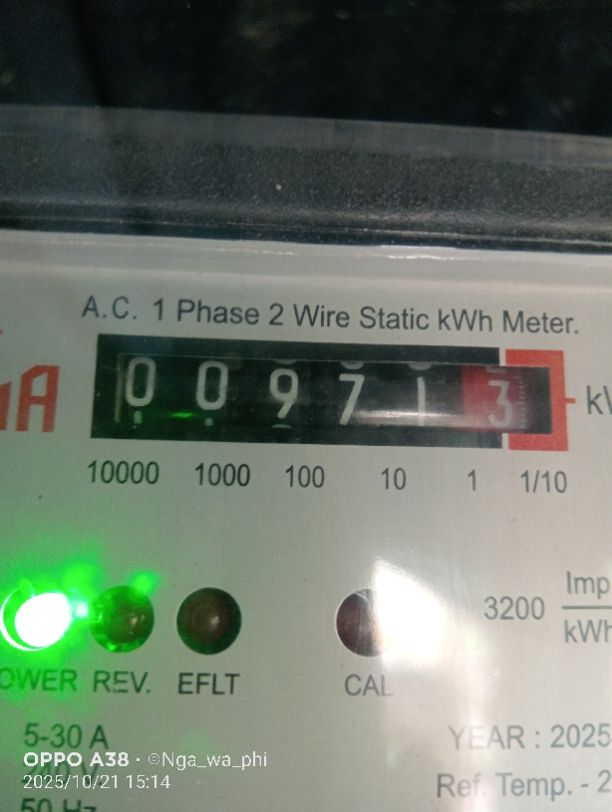 A.C. 1 Phase 2 Wire Static kWh Meter.
0 0 9 7 1 3
10000 1000 100 10 1 1/10
3200 Imp
kWh
POWER REV. EFLT CAL
5-30 A
YEAR : 2025
Ref. Temp. - 2
50 Hz
OPPO A38 · ©Nga_wa_phi
2025/10/21 15:14